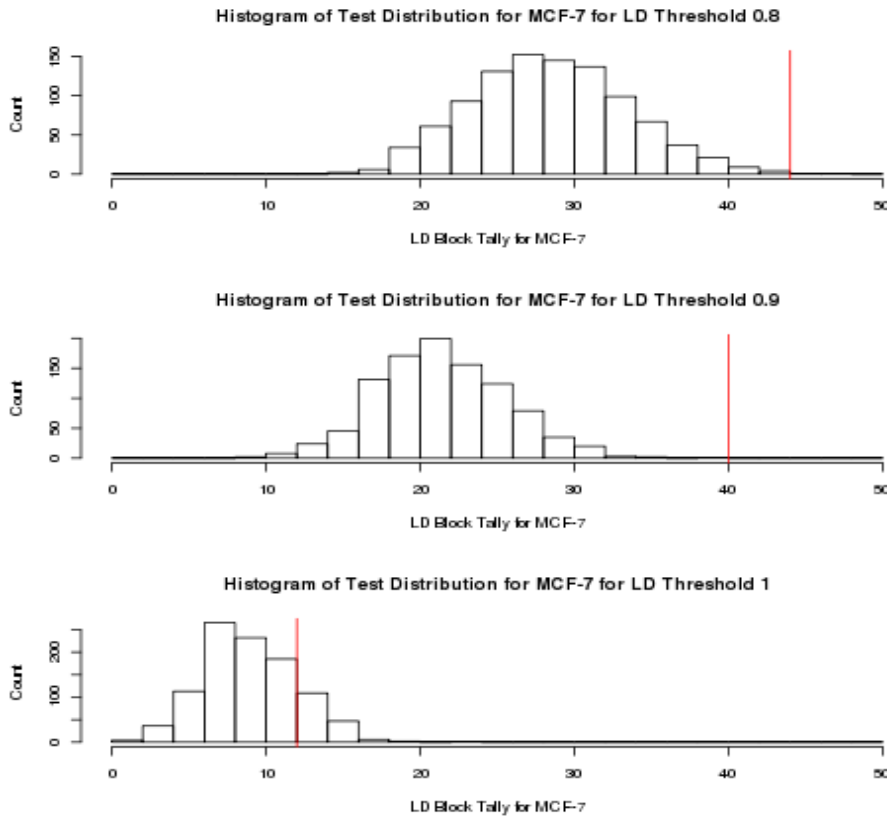 Histogram of Test Distribution for MCF-7 for LD Threshold 0.8
Count
0 50 100 150
0 10 20 30 40 50
LD Block Tally for MCF-7
Histogram of Test Distribution for MCF-7 for LD Threshold 0.9
Count
0 50 150
0 10 20 30 40 50
LD Block Tally for MCF-7
Histogram of Test Distribution for MCF-7 for LD Threshold 1
Count
0 100 200
0 10 20 30 40 50
LD Block Tally for MCF-7